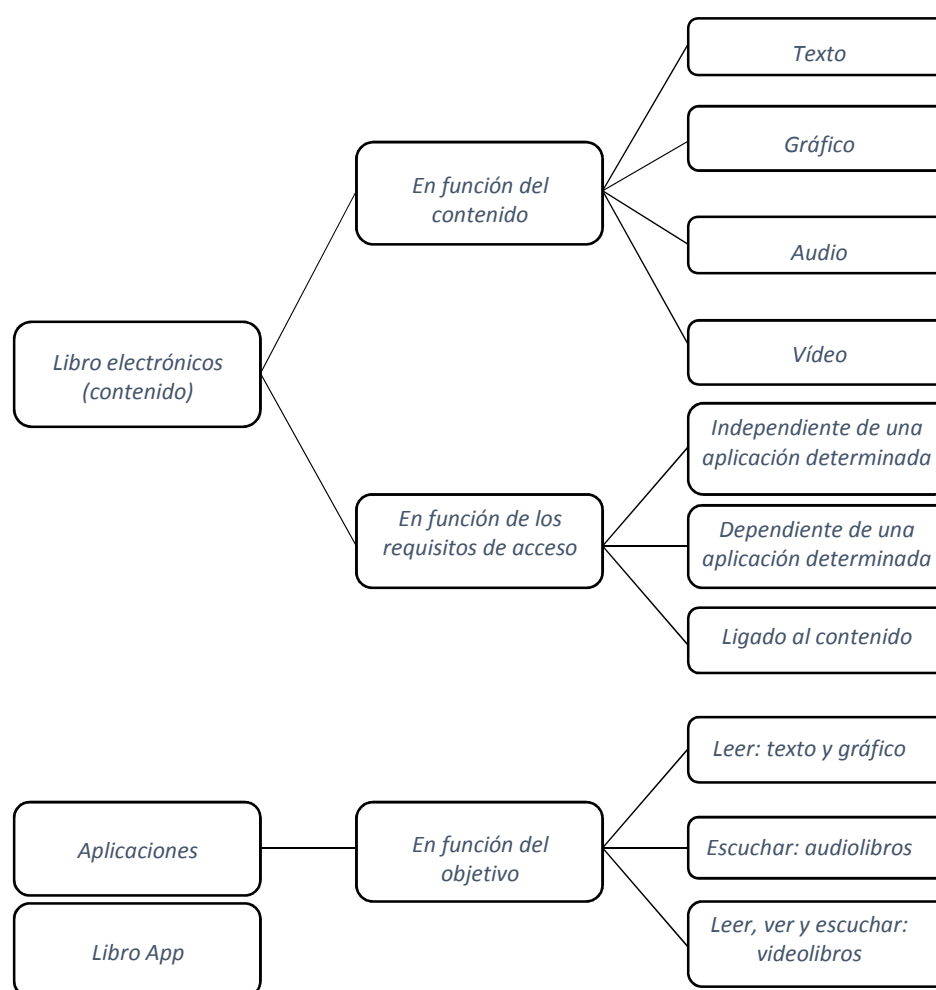 Texto
Gráfico
En función del
contenido
Audio
Vídeo
Libro electrónicos
(contenido)
Independiente de una
aplicación determinada
En función de los
requisitos de acceso
Dependiente de una
aplicación determinada
Ligado al contenido
Leer: texto y gráfico
Aplicaciones
En función del
objetivo
Escuchar: audiolibros
Libro App
Leer, ver y escuchar:
videolibros